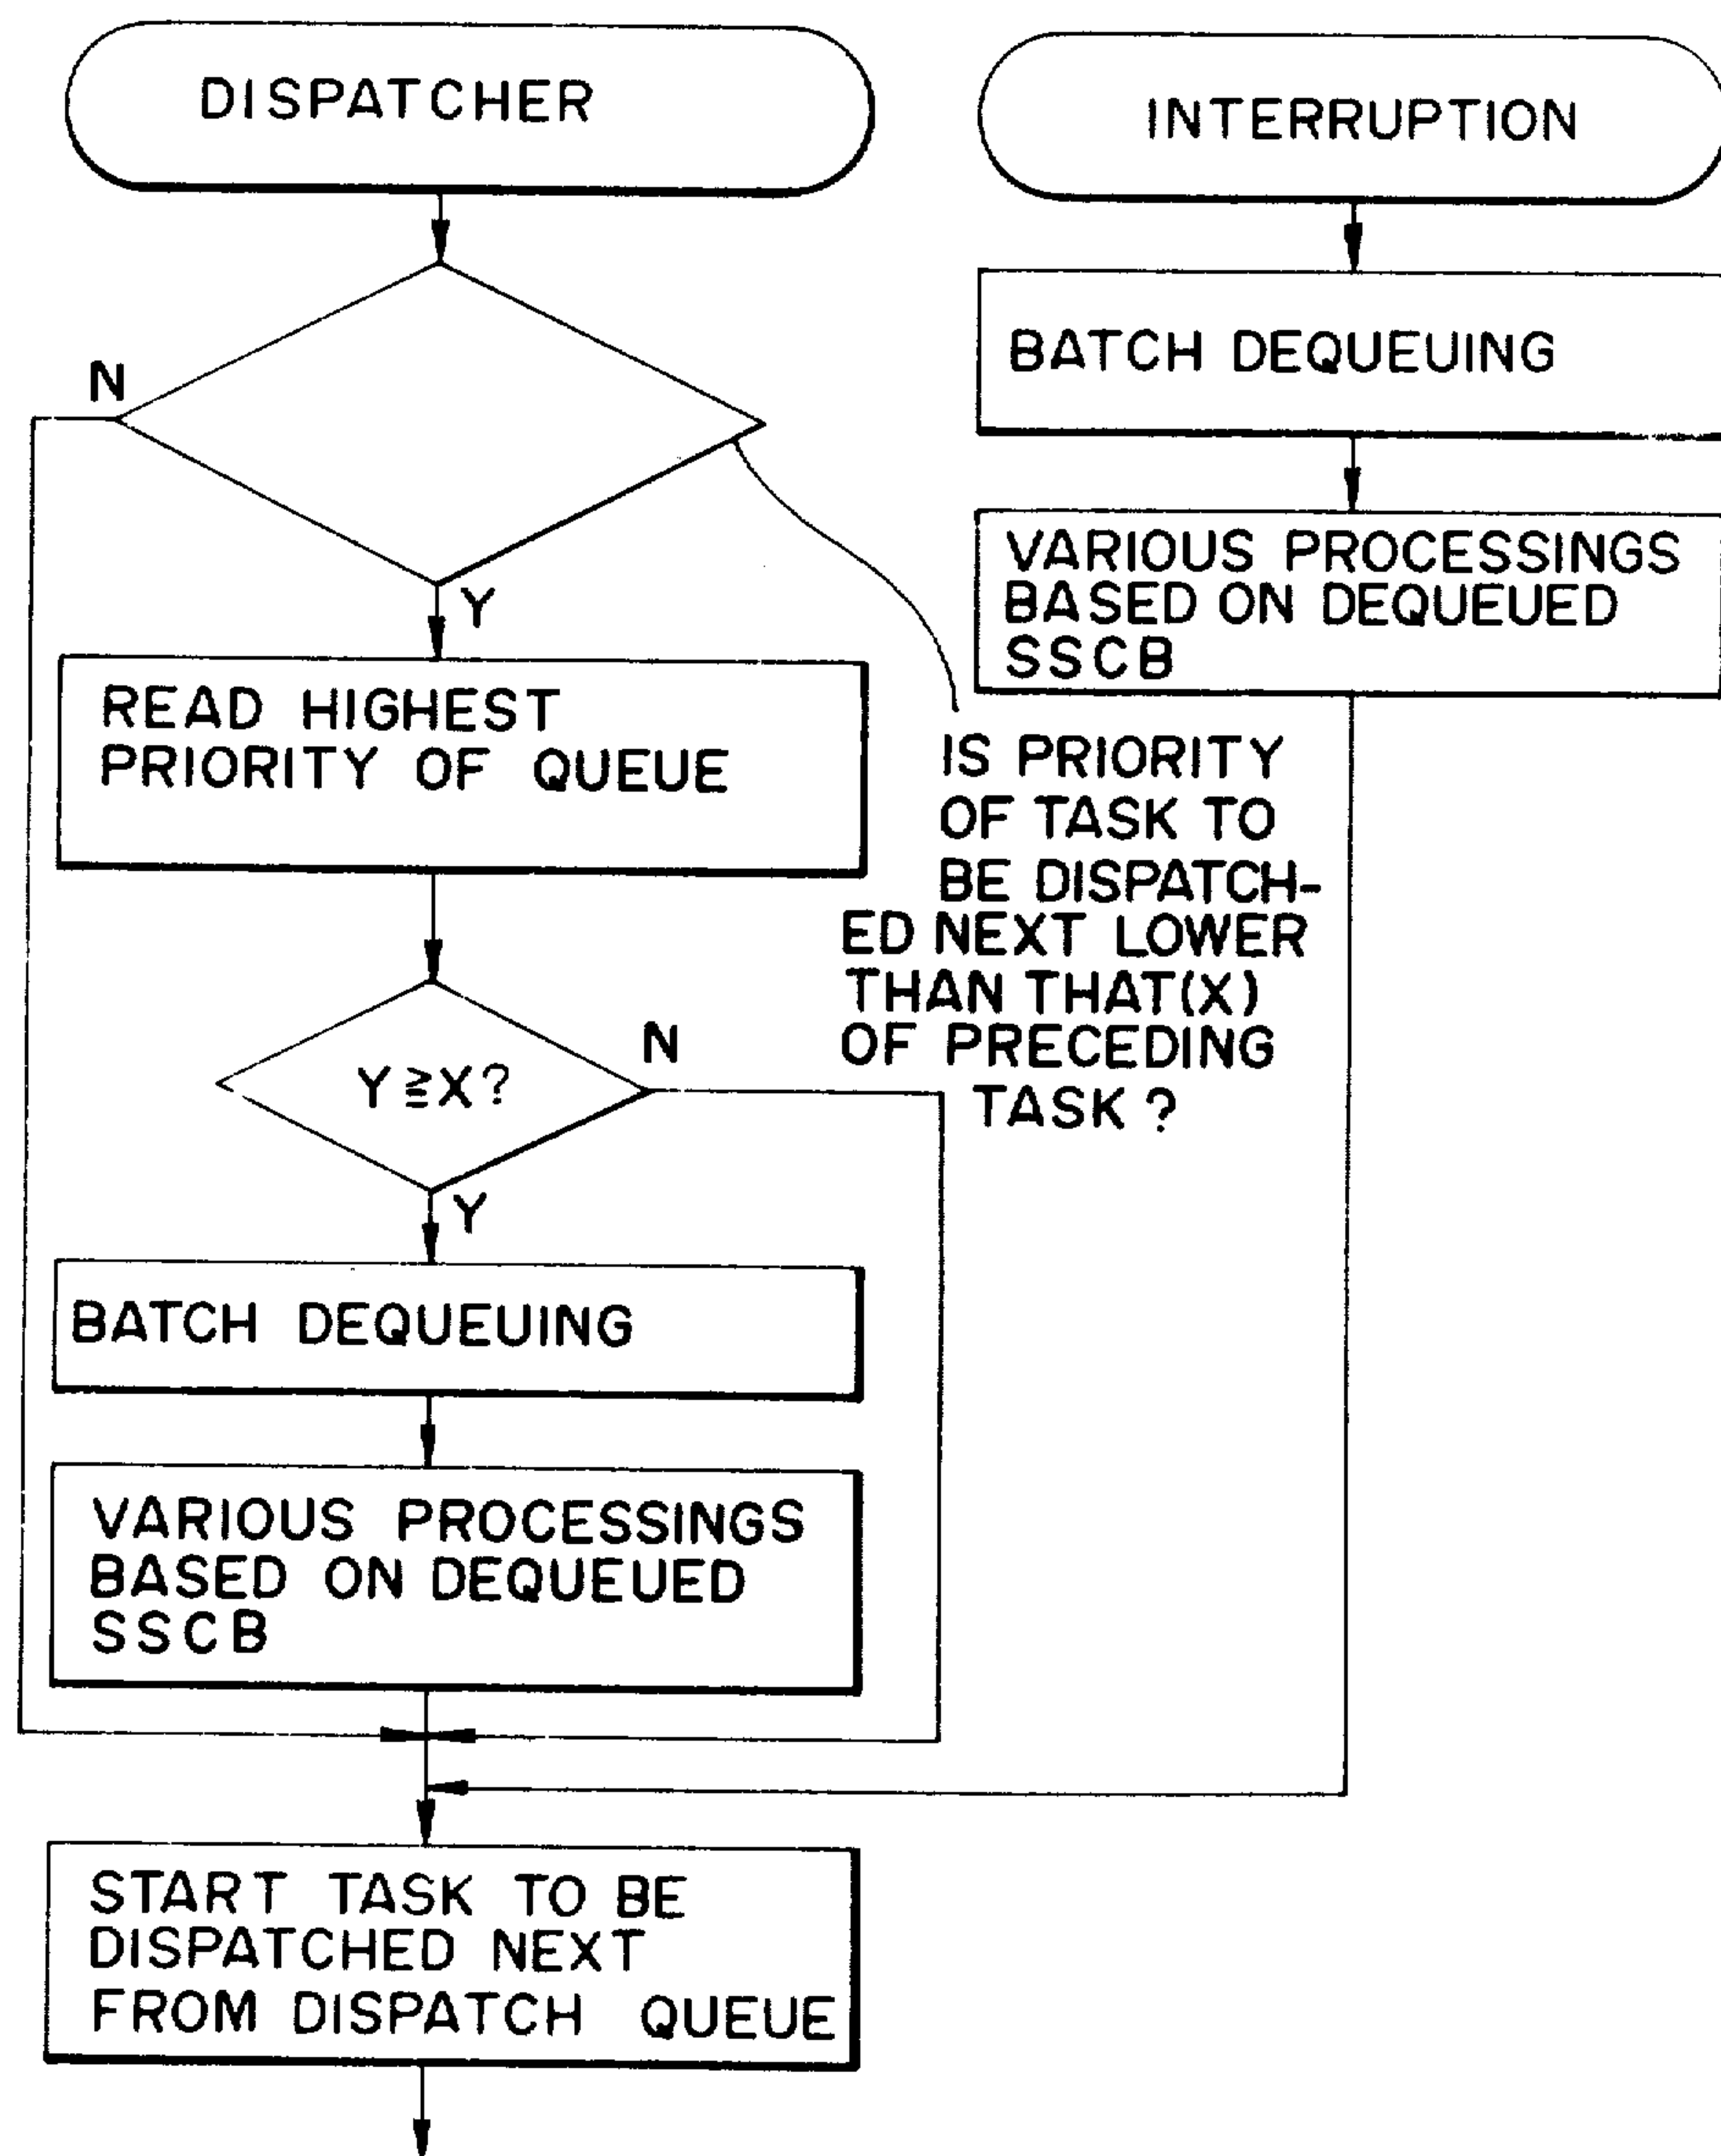 DISPATCHER
N
Y
READ HIGHEST
PRIORITY OF QUEUE
Y ≧ X?
N
Y
BATCH DEQUEUING
VARIOUS PROCESSINGS
BASED ON DEQUEUED
SSCB
START TASK TO BE
DISPATCHED NEXT
FROM DISPATCH QUEUE
IS PRIORITY
OF TASK TO
BE DISPATCH-
ED NEXT LOWER
THAN THAT(X)
OF PRECEDING
TASK ?
INTERRUPTION
BATCH DEQUEUING
VARIOUS PROCESSINGS
BASED ON DEQUEUED
SSCB